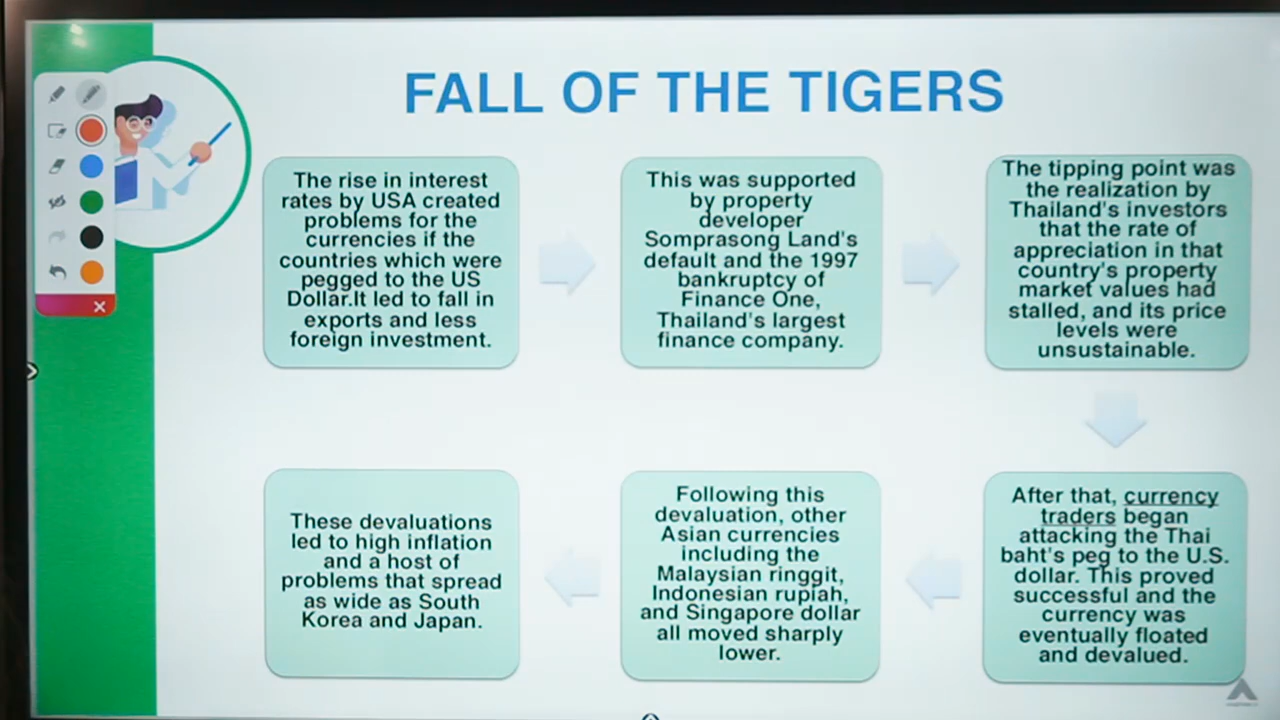 FALL OF THE TIGERS
The rise in interest
rates by USA created
problems for the
currencies if the
countries which were
pegged to the US
Dollar.It led to fall in
exports and less
foreign investment.
This was supported
by property
developer
Somprasong Land's
default and the 1997
bankruptcy of
Finance One,
Thailand's largest
finance company.
The tipping point was
the realization by
Thailand's investors
that the rate of
appreciation in that
country's property
market values had
stalled, and its price
levels were
unsustainable.
After that, currency
traders began
attacking the Thai
baht's peg to the U.S.
dollar. This proved
successful and the
currency was
eventually floated
and devalued.
Following this
devaluation, other
Asian currencies
including the
Malaysian ringgit,
Indonesian rupiah,
and Singapore dollar
all moved sharply
lower.
These devaluations
led to high inflation
and a host of
problems that spread
as wide as South
Korea and Japan.